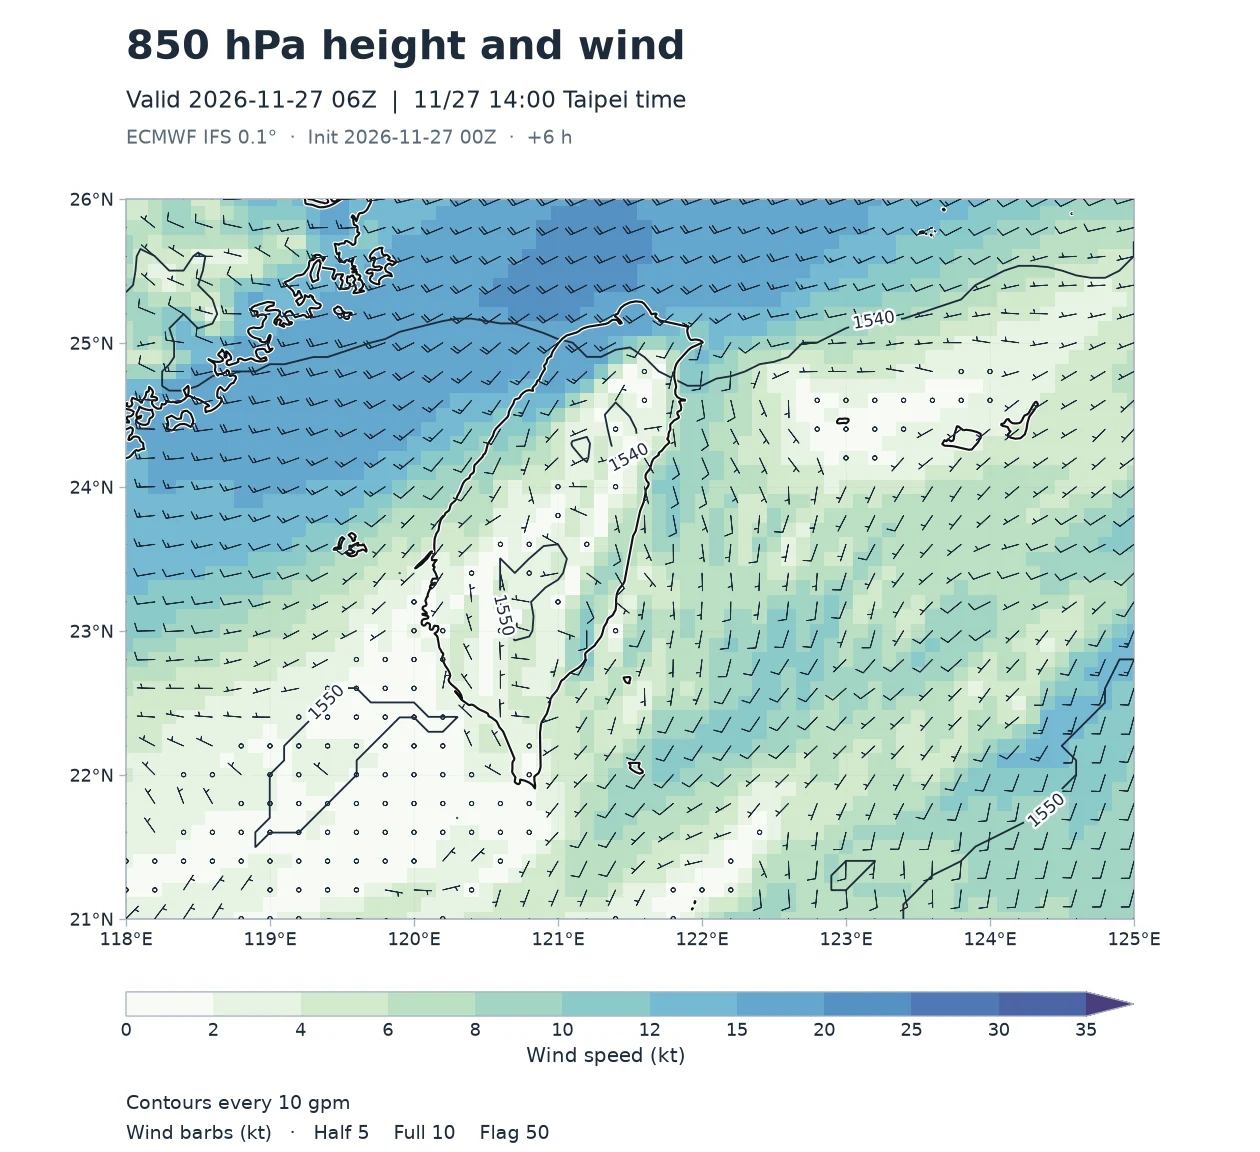 850 hPa height and wind
Valid 2026-11-27 06Z | 11/27 14:00 Taipei time
ECMWF IFS 0.1° · Init 2026-11-27 00Z · +6 h
26°N
25°N
24°N
23°N
22°N
21°N
1540
1540
1550
1550
1550
118°E 119°E 120°E 121°E 122°E 123°E 124°E 125°E
0 2 4 6 8 10 12 15 20 25 30 35
Wind speed (kt)
Contours every 10 gpm
Wind barbs (kt) · Half 5 Full 10 Flag 50